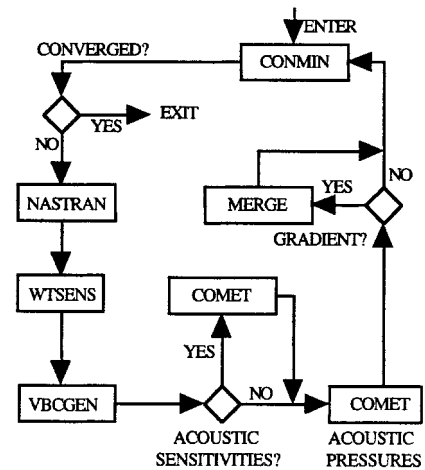 ENTER
CONVERGED?
CONMIN
YES
EXIT
NO
NO
NASTRAN
MERGE
YES
GRADIENT?
WTSENS
COMET
YES
NO
VBCGEN
COMET
ACOUSTIC
SENSITIVITIES?
ACOUSTIC
PRESSURES